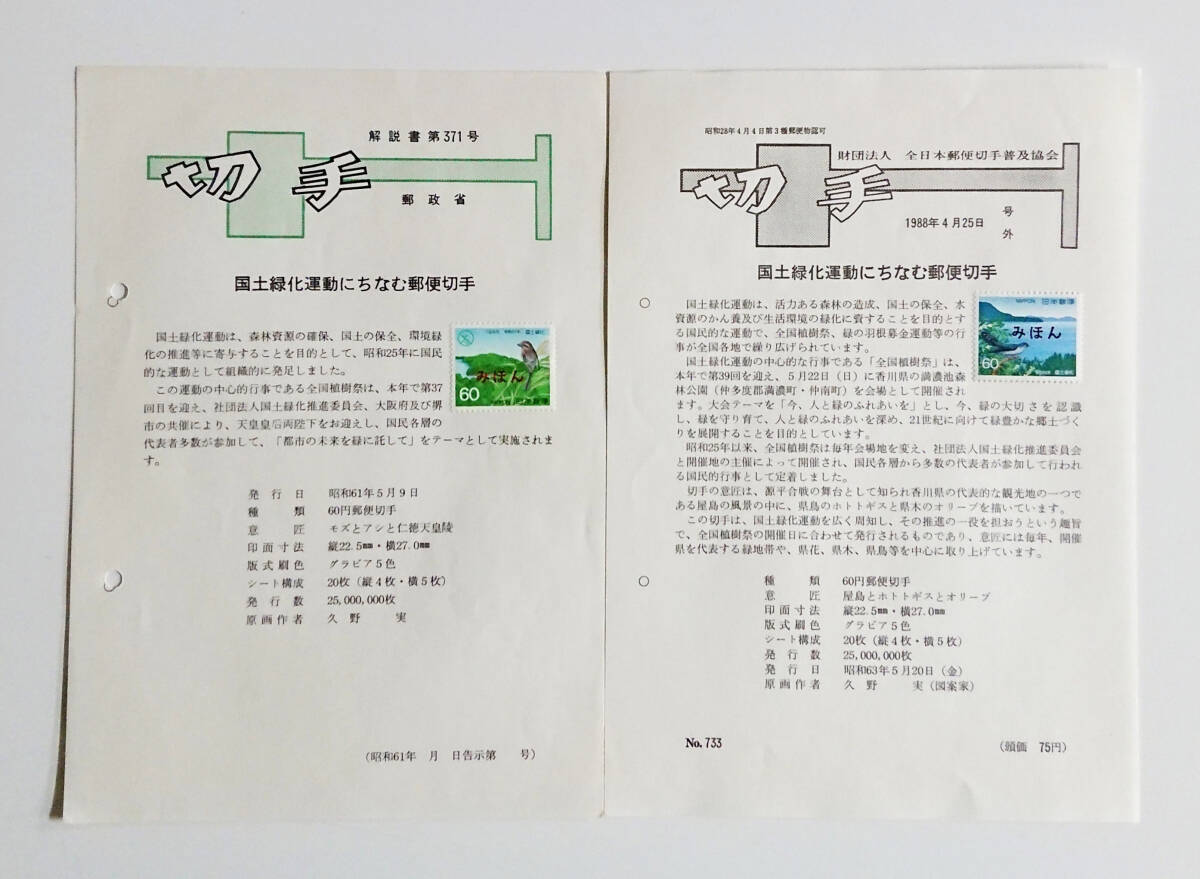 解説書第371号
切手
郵政省
国土緑化運動にちなむ郵便切手
国土緑化運動は、森林資源の確保、国土の保全、環境緑
化の推進等に寄与することを目的として、昭和25年に国民
的な運動として組織的に発足しました。
この運動の中心的行事である全国植樹祭は、本年で第37
回目を迎え、社団法人国土緑化推進委員会、大阪府及び堺
市の共催により、天皇皇后両陛下をお迎えし、国民各層の
代表者多数が参加して、「都市の未来を緑に託して」をテーマとして実施されま
す。
みほん
60
発行日 昭和61年5月9日
種類 60円郵便切手
意匠 モズとアシと仁徳天皇陵
印面寸法 縦22.5mm・横27.0mm
版式刷色 グラビア5色
シート構成 20枚（縦4枚・横5枚）
発行数 25,000,000枚
原画作者 久野 実
（昭和61年 月 日告示第 号）
昭和28年4月4日第3種郵便物認可
財団法人 全日本郵便切手普及協会
切手
1988年4月25日
号外
国土緑化運動にちなむ郵便切手
国土緑化運動は、活力ある森林の造成、国土の保全、水
資源のかん養及び生活環境の緑化に資することを目的とす
る国民的な運動で、全国植樹祭、緑の羽根募金運動等の行
事が全国各地で繰り広げられています。
国土緑化運動の中心的な行事である「全国植樹祭」は、
本年で第39回を迎え、5月22日（日）に香川県の満濃池森
林公園（仲多度郡満濃町・仲南町）を会場として開催され
ます。大会テーマを「今、人と緑のふれあいを」とし、今、緑の大切さを認識
し、緑を守り育て、人と緑のふれあいを深め、21世紀に向けて緑豊かな郷土づく
りを展開することを目的としています。
昭和25年以来、全国植樹祭は毎年会場地を変え、社団法人国土緑化推進委員会
と開催地の主催によって開催され、国民各層から多数の代表者が参加して行われ
る国民的行事として定着しました。
切手の意匠は、源平合戦の舞台として知られ香川県の代表的な観光地の一つで
ある屋島の風景の中に、県鳥のホトトギスと県木のオリーブを描いています。
この切手は、国土緑化運動を広く周知し、その推進の一役を担おうという趣旨
で、全国植樹祭の開催日に合わせて発行されるものであり、意匠には毎年、開催
県を代表する緑地帯や、県花、県木、県鳥等を中心に取り上げています。
NIPPON 日本郵便
みほん
60
種類 60円郵便切手
意匠 屋島とホトトギスとオリーブ
印面寸法 縦22.5mm・横27.0mm
版式刷色 グラビア5色
シート構成 20枚（縦4枚・横5枚）
発行数 25,000,000枚
発行日 昭和63年5月20日（金）
原画作者 久野 実（図案家）
No.733
（頒価 75円）